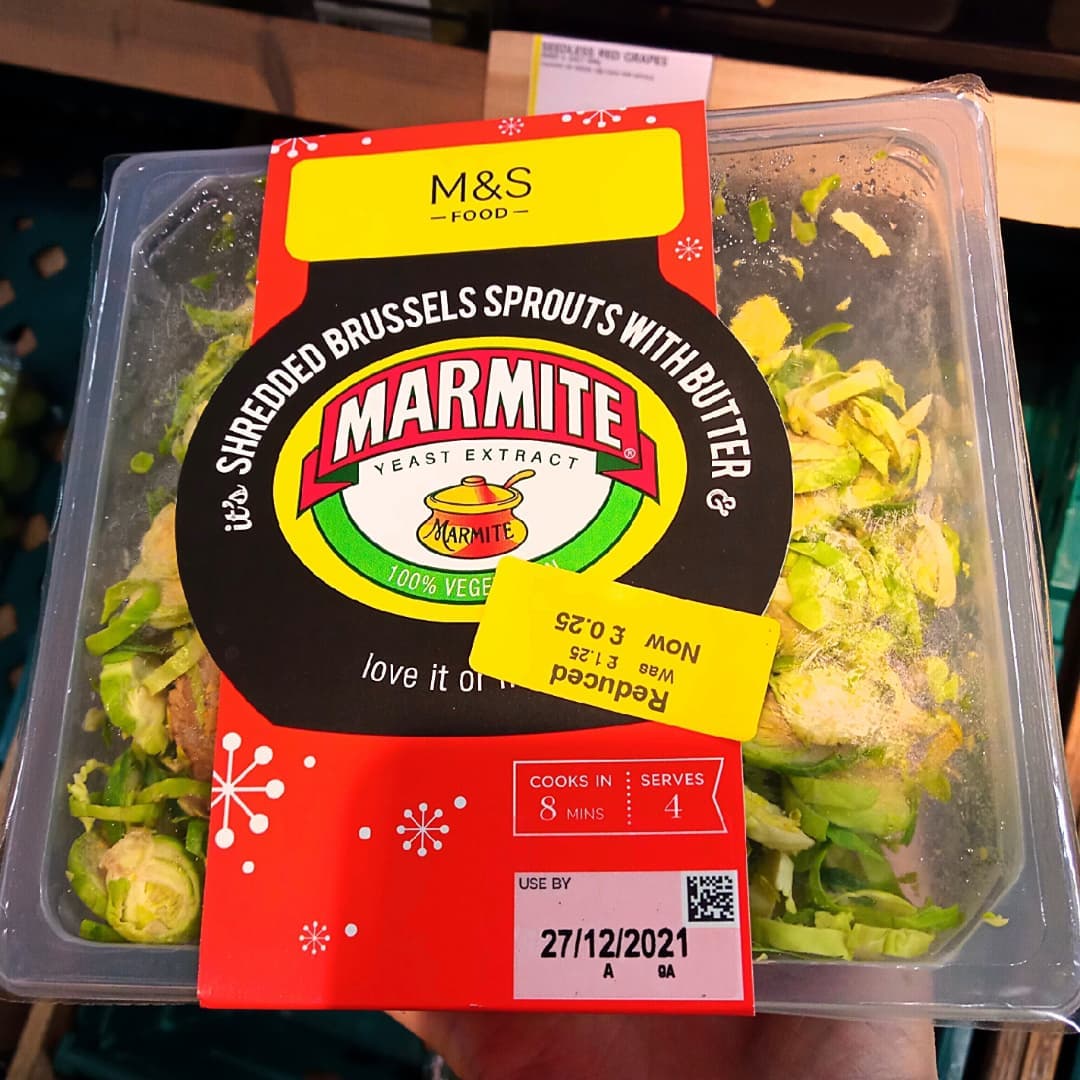 SEEDLESS RED GRAPES
M&S
FOOD
it's SHREDDED BRUSSELS SPROUTS WITH BUTTER &
MARMITE®
YEAST EXTRACT
MARMITE
100% VEGE
love it or
Reduced
Was £1.25
Now £0.25
COOKS IN
8 MINS
SERVES
4
USE BY
27/12/2021
A 9A